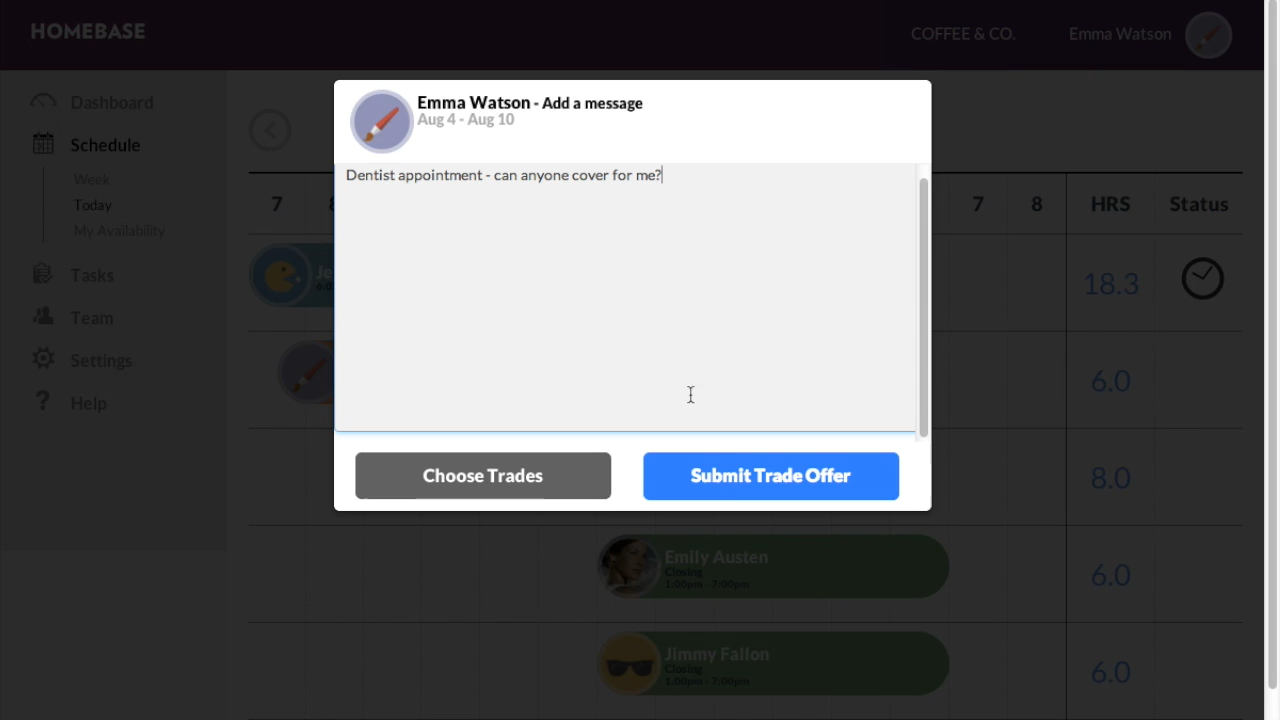 HOMEBASE
COFFEE & CO.
Emma Watson
Dashboard
Schedule
Week
Today
My Availability
Tasks
Team
Settings
Help
Emma Watson - Add a message
Aug 4 - Aug 10
Dentist appointment - can anyone cover for me?
Choose Trades
Submit Trade Offer
7
7
8
HRS
Status
Je
18.3
6.0
8.0
Emily Austen
Closing
1:00pm - 7:00pm
6.0
Jimmy Fallon
Closing
1:00pm - 7:00pm
6.0